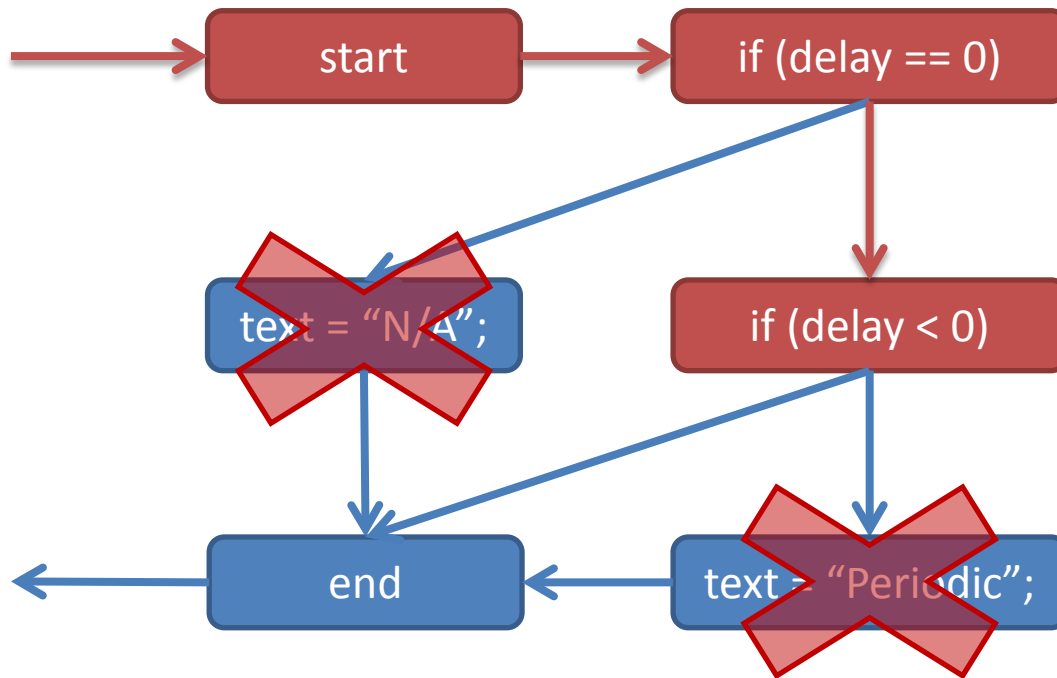 start
if (delay == 0)
text = “N/A”;
if (delay < 0)
end
text = “Periodic”;